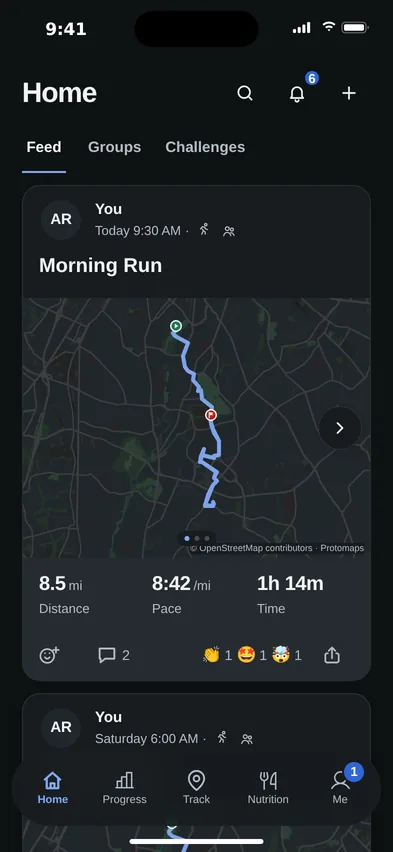 9:41
Home
6
Feed Groups Challenges
AR
You
Today 9:30 AM ·
Morning Run
© OpenStreetMap contributors · Protomaps
8.5 mi 8:42 /mi 1h 14m
Distance Pace Time
2 1 1 1
AR
You
Saturday 6:00 AM ·
1
Home Progress Track Nutrition Me